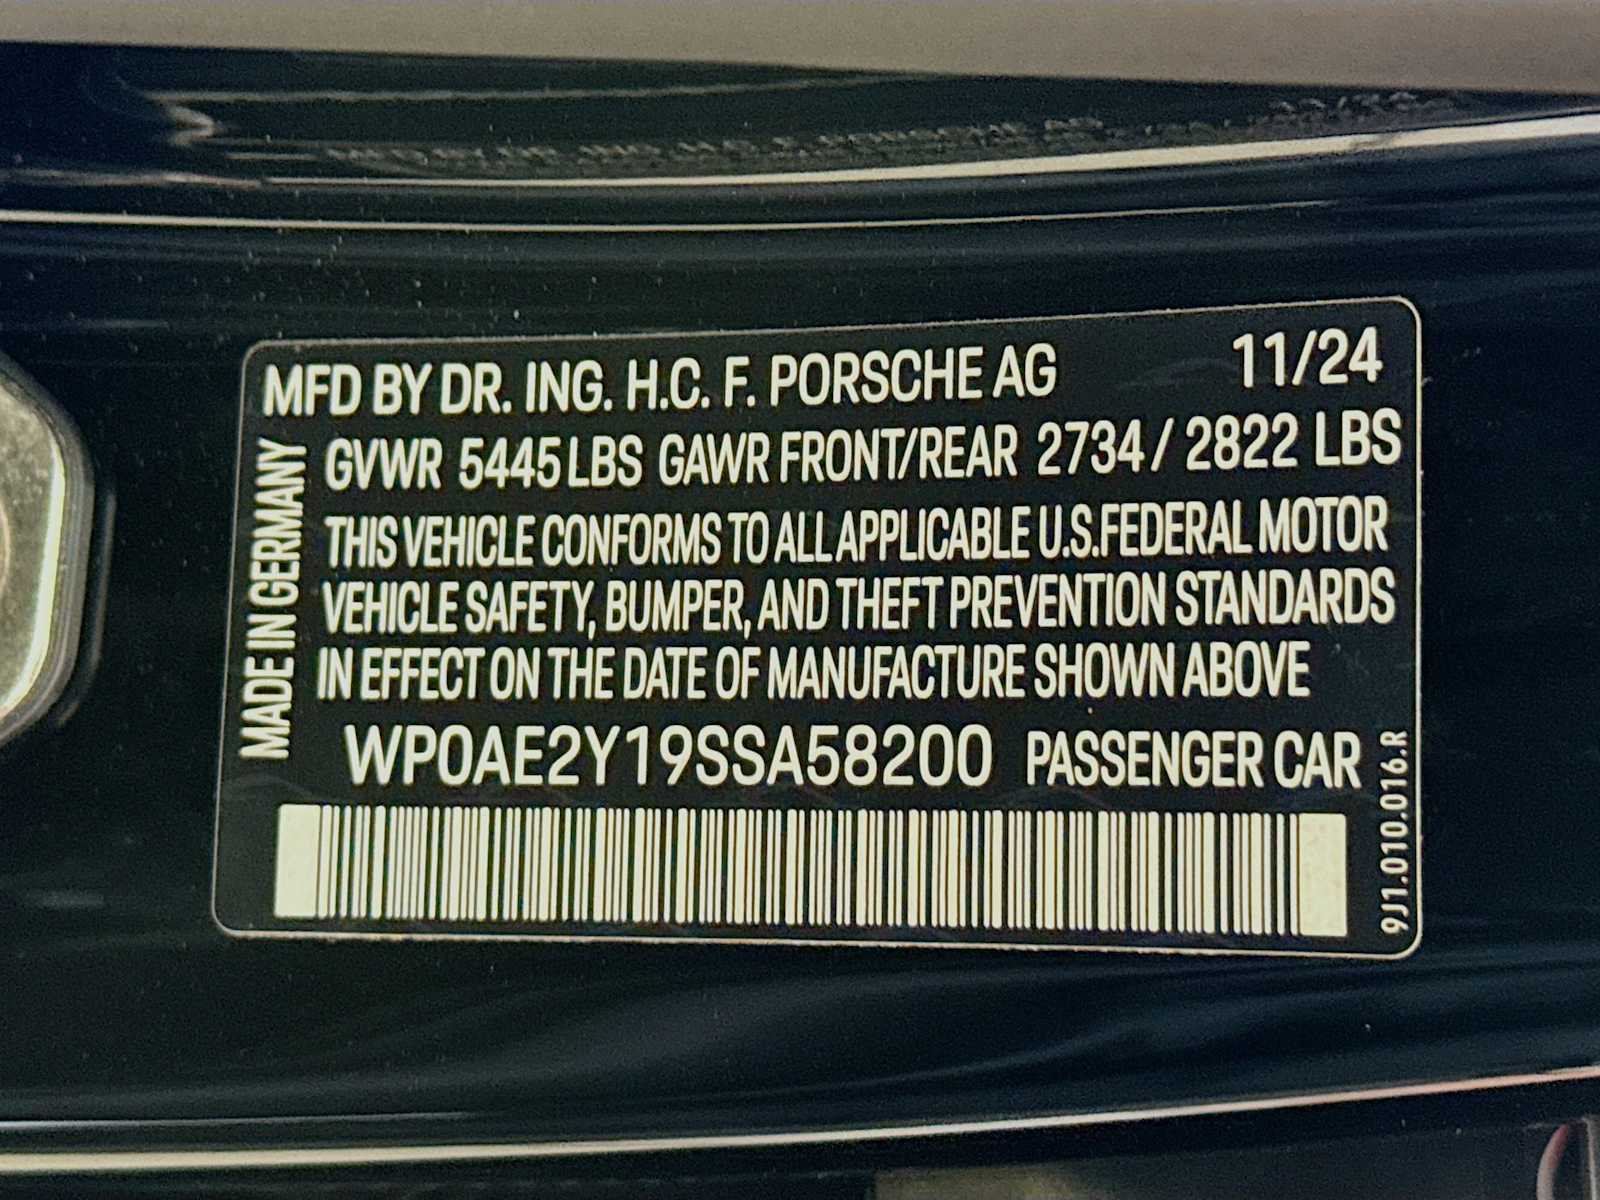 MFD BY DR. ING. H.C. F. PORSCHE AG 11/24
GVWR 5445 LBS GAWR FRONT/REAR 2734 / 2822 LBS
THIS VEHICLE CONFORMS TO ALL APPLICABLE U.S.FEDERAL MOTOR
VEHICLE SAFETY, BUMPER, AND THEFT PREVENTION STANDARDS
IN EFFECT ON THE DATE OF MANUFACTURE SHOWN ABOVE
WP0AE2Y19SSA58200 PASSENGER CAR
MADE IN GERMANY
9J1.010.016.R